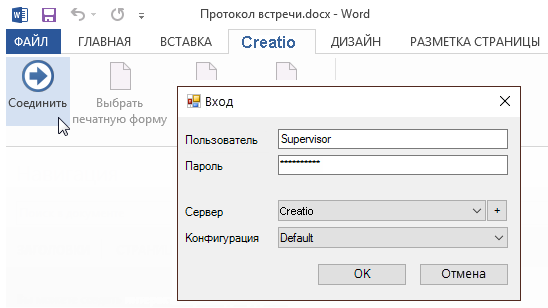 Протокол встречи.docx - Word
ФАЙЛ ГЛАВНАЯ ВСТАВКА Creatio ДИЗАЙН РАЗМЕТКА СТРАНИЦЫ
Соединить
Выбрать
печатную форму
Вход
Пользователь Supervisor
Пароль **********
Сервер Creatio +
Конфигурация Default
OK Отмена